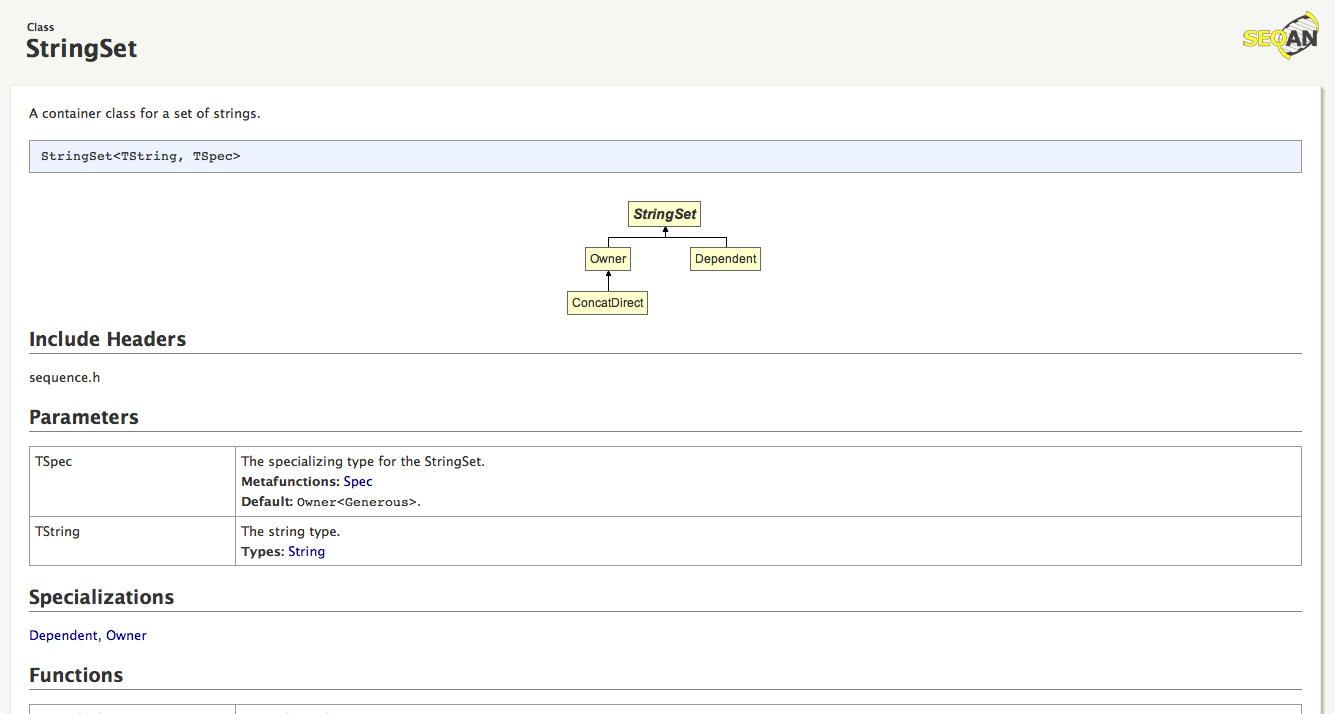 Class
StringSet
SEQAN
A container class for a set of strings.
StringSet<TString, TSpec>
StringSet
Owner
Dependent
ConcatDirect
Include Headers
sequence.h
Parameters
TSpec
The specializing type for the StringSet.
Metafunctions: Spec
Default: Owner<Generous>.
TString
The string type.
Types: String
Specializations
Dependent, Owner
Functions